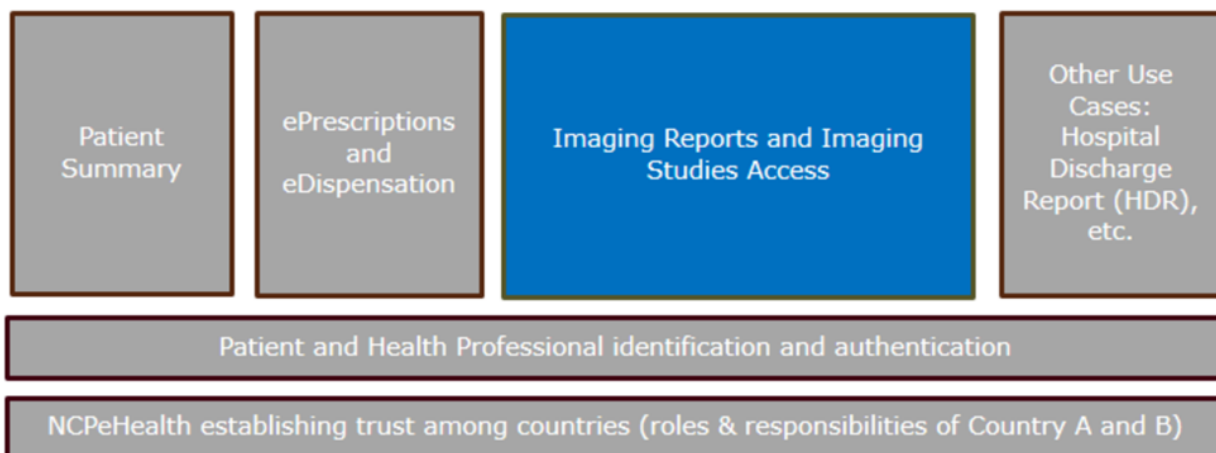 Patient
Summary
ePrescriptions
and
eDispensation
Imaging Reports and Imaging
Studies Access
Other Use
Cases:
Hospital
Discharge
Report (HDR),
etc.
Patient and Health Professional identification and authentication
NCPeHealth establishing trust among countries (roles & responsibilities of Country A and B)